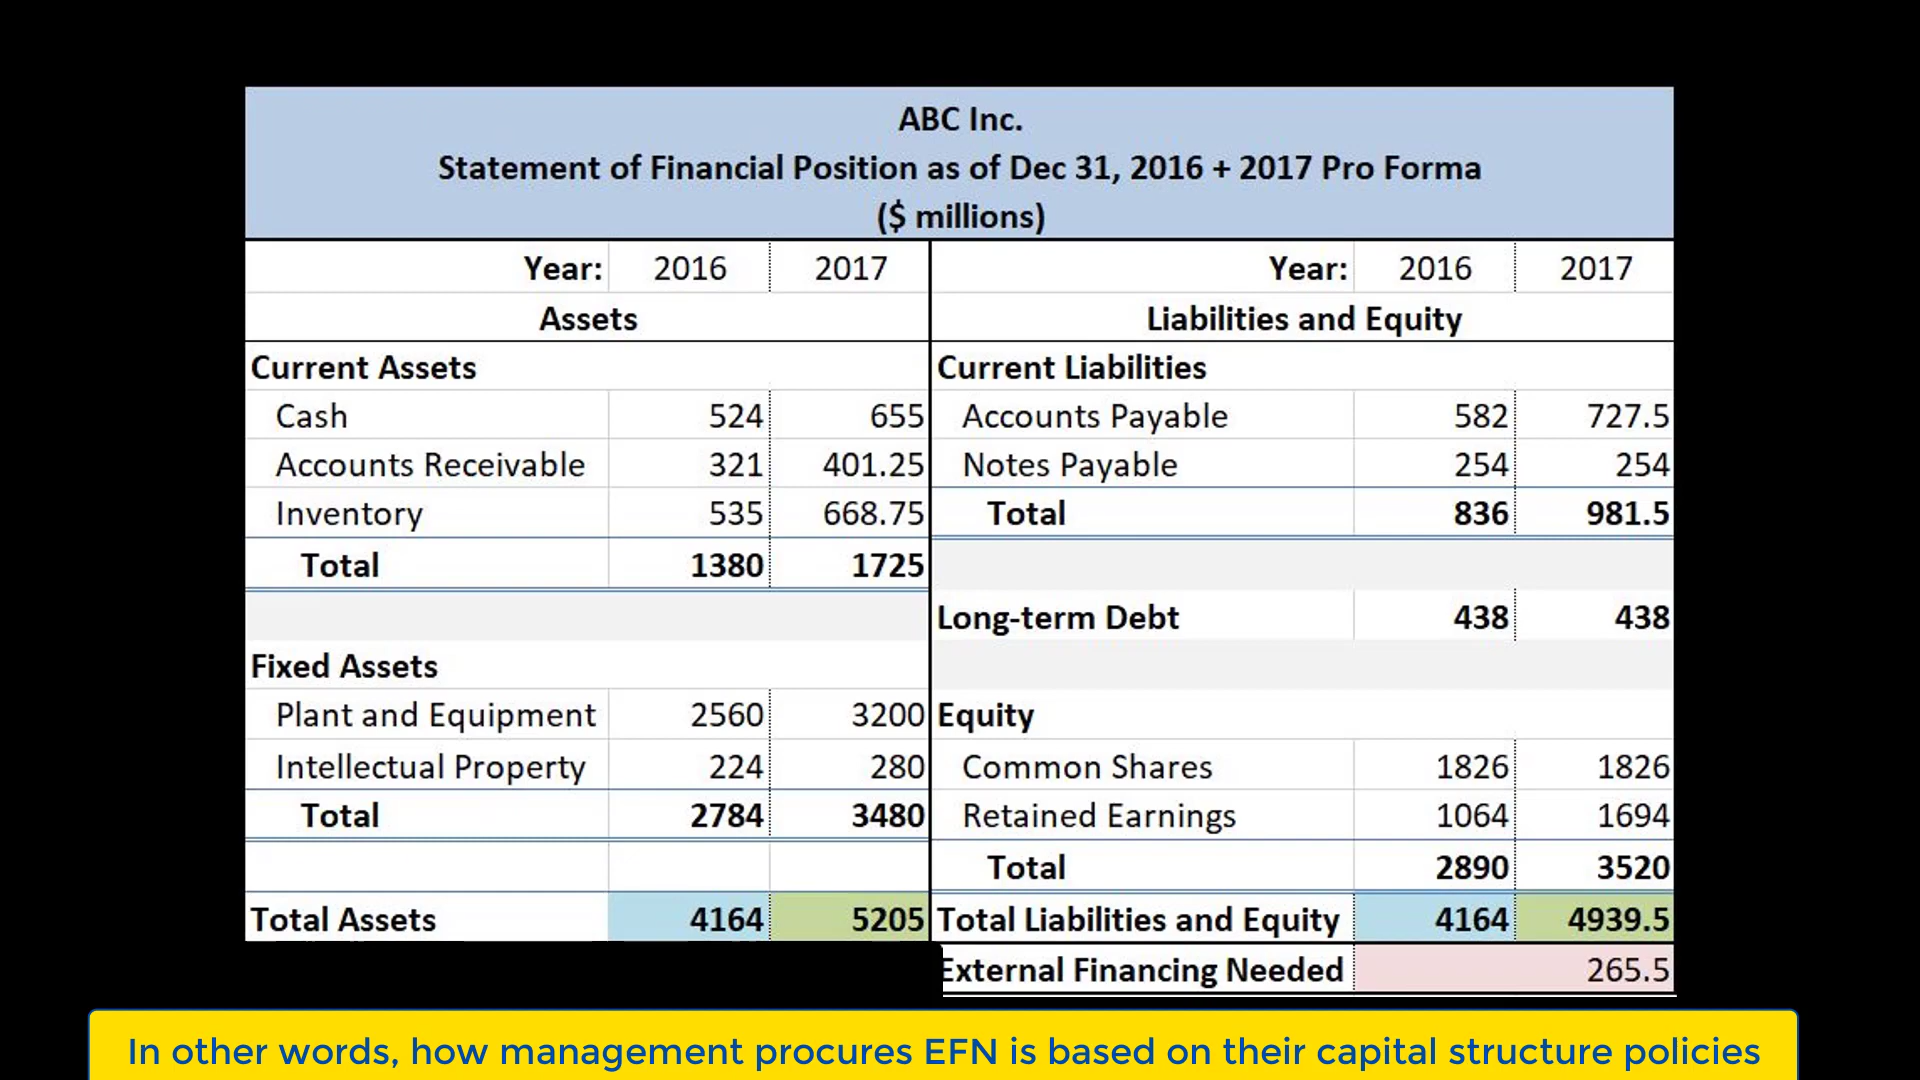 ABC Inc.
Statement of Financial Position as of Dec 31, 2016 + 2017 Pro Forma
($ millions)
Year: 2016 2017 Year: 2016 2017
Assets Liabilities and Equity
Current Assets Current Liabilities
Cash 524 655 Accounts Payable 582 727.5
Accounts Receivable 321 401.25 Notes Payable 254 254
Inventory 535 668.75 Total 836 981.5
Total 1380 1725
Long-term Debt 438 438
Fixed Assets
Plant and Equipment 2560 3200 Equity
Intellectual Property 224 280 Common Shares 1826 1826
Total 2784 3480 Retained Earnings 1064 1694
Total 2890 3520
Total Assets 4164 5205 Total Liabilities and Equity 4164 4939.5
External Financing Needed 265.5
In other words, how management procures EFN is based on their capital structure policies